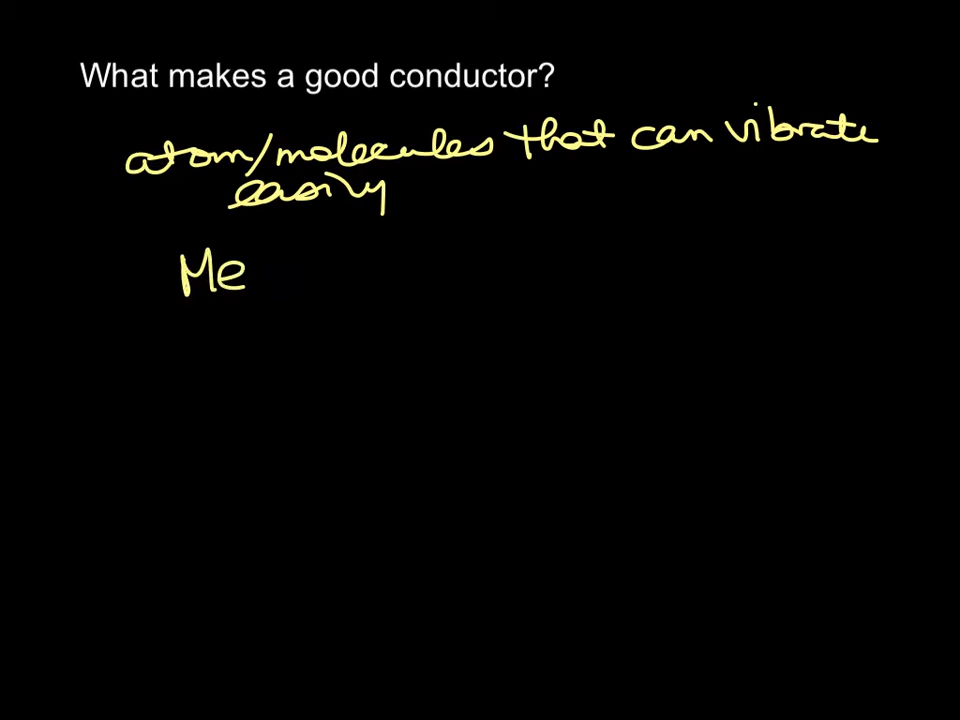 What makes a good conductor?
atom/molecules that can vibrate
easily
Me